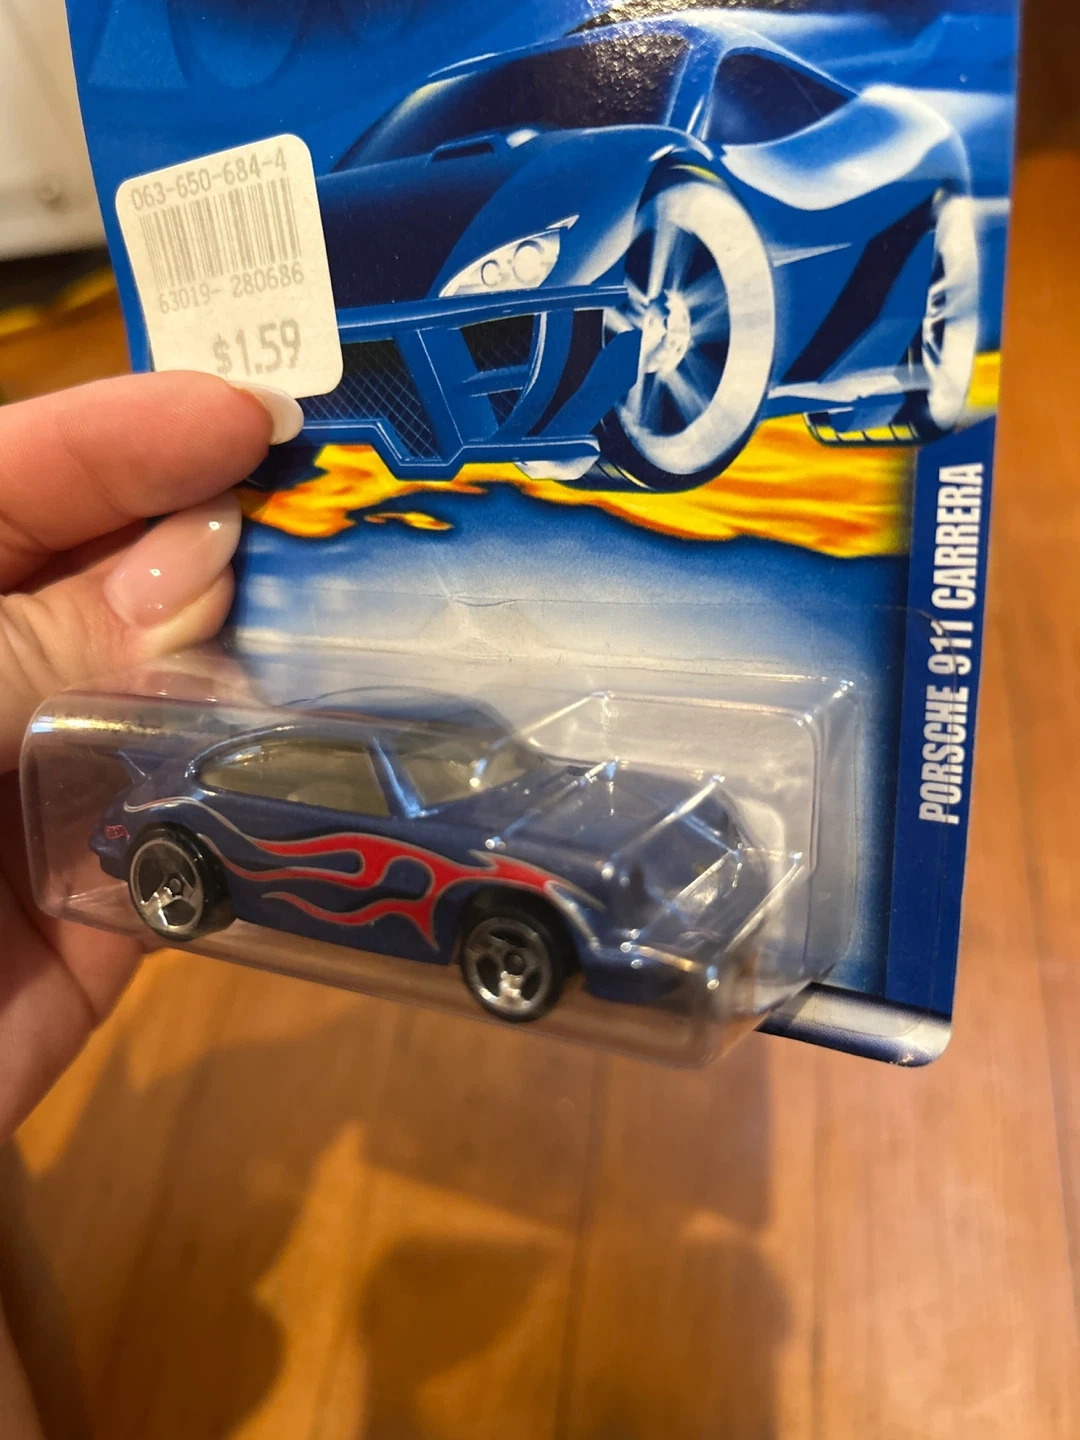 063-650-684-4
63019- 280686
$1.59
PORSCHE 911 CARRERA